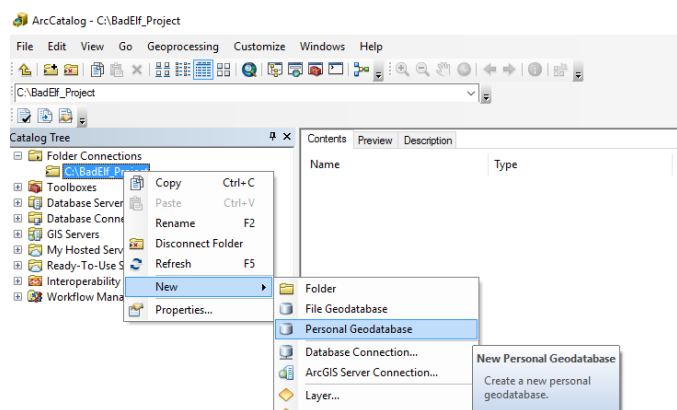 ArcCatalog - C:\BadElf_Project
File Edit View Go Geoprocessing Customize Windows Help
C:\BadElf_Project
Catalog Tree
Folder Connections
C:\BadElf_Project
Toolboxes
Database Server
Database Conne
GIS Servers
My Hosted Serv
Ready-To-Use S
Interoperability
Workflow Mana
Contents Preview Description
Name Type
Copy Ctrl+C
Paste Ctrl+V
Rename F2
Disconnect Folder
Refresh F5
New
Properties...
Folder
File Geodatabase
Personal Geodatabase
Database Connection...
ArcGIS Server Connection...
Layer...
New Personal Geodatabase
Create a new personal
geodatabase.